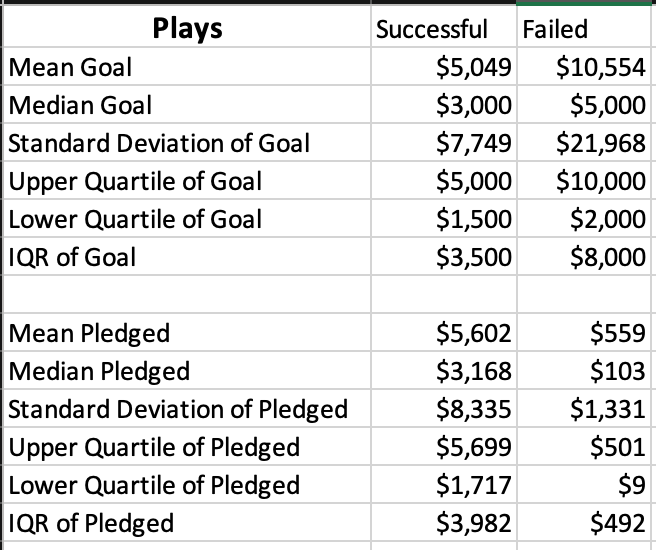 Plays Successful Failed
Mean Goal $5,049 $10,554
Median Goal $3,000 $5,000
Standard Deviation of Goal $7,749 $21,968
Upper Quartile of Goal $5,000 $10,000
Lower Quartile of Goal $1,500 $2,000
IQR of Goal $3,500 $8,000
Mean Pledged $5,602 $559
Median Pledged $3,168 $103
Standard Deviation of Pledged $8,335 $1,331
Upper Quartile of Pledged $5,699 $501
Lower Quartile of Pledged $1,717 $9
IQR of Pledged $3,982 $492